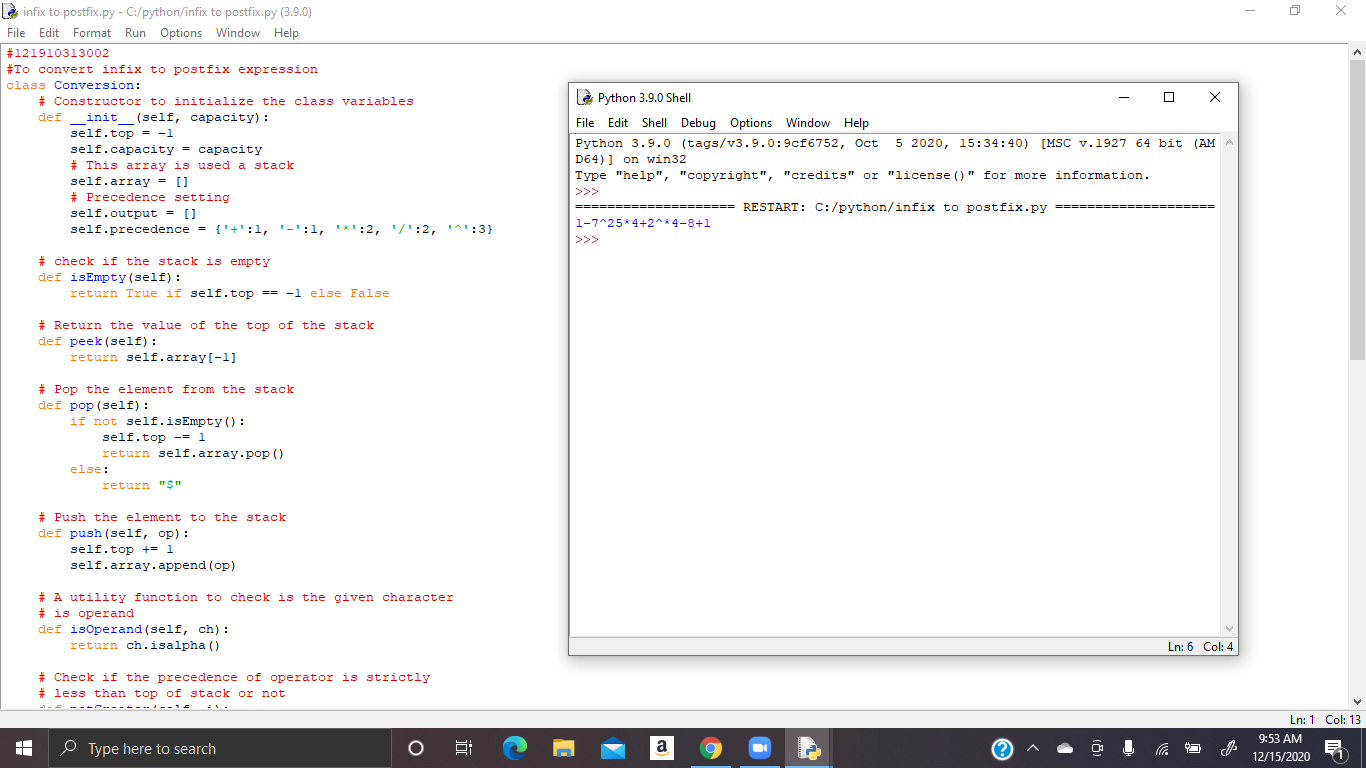 infix to postfix.py - C:/python/infix to postfix.py (3.9.0)
File Edit Format Run Options Window Help
#121910313002
#To convert infix to postfix expression
class Conversion:
    # Constructor to initialize the class variables
    def __init__(self, capacity):
        self.top = -1
        self.capacity = capacity
        # This array is used a stack
        self.array = []
        # Precedence setting
        self.output = []
        self.precedence = {'+':1, '-':1, '*':2, '/':2, '^':3}
    # check if the stack is empty
    def isEmpty(self):
        return True if self.top == -1 else False
    # Return the value of the top of the stack
    def peek(self):
        return self.array[-1]
    # Pop the element from the stack
    def pop(self):
        if not self.isEmpty():
            self.top -= 1
            return self.array.pop()
        else:
            return "$"
    # Push the element to the stack
    def push(self, op):
        self.top += 1
        self.array.append(op)
    # A utility function to check is the given character
    # is operand
    def isOperand(self, ch):
        return ch.isalpha()
    # Check if the precedence of operator is strictly
    # less than top of stack or not
Ln: 1 Col: 13
Python 3.9.0 Shell
File Edit Shell Debug Options Window Help
Python 3.9.0 (tags/v3.9.0:9cf6752, Oct  5 2020, 15:34:40) [MSC v.1927 64 bit (AM
D64)] on win32
Type "help", "copyright", "credits" or "license()" for more information.
>>>
==================== RESTART: C:/python/infix to postfix.py ====================
1-7^25*4+2^*4-8+1
>>>
Ln: 6 Col: 4
Type here to search
a
?
9:53 AM
12/15/2020
1